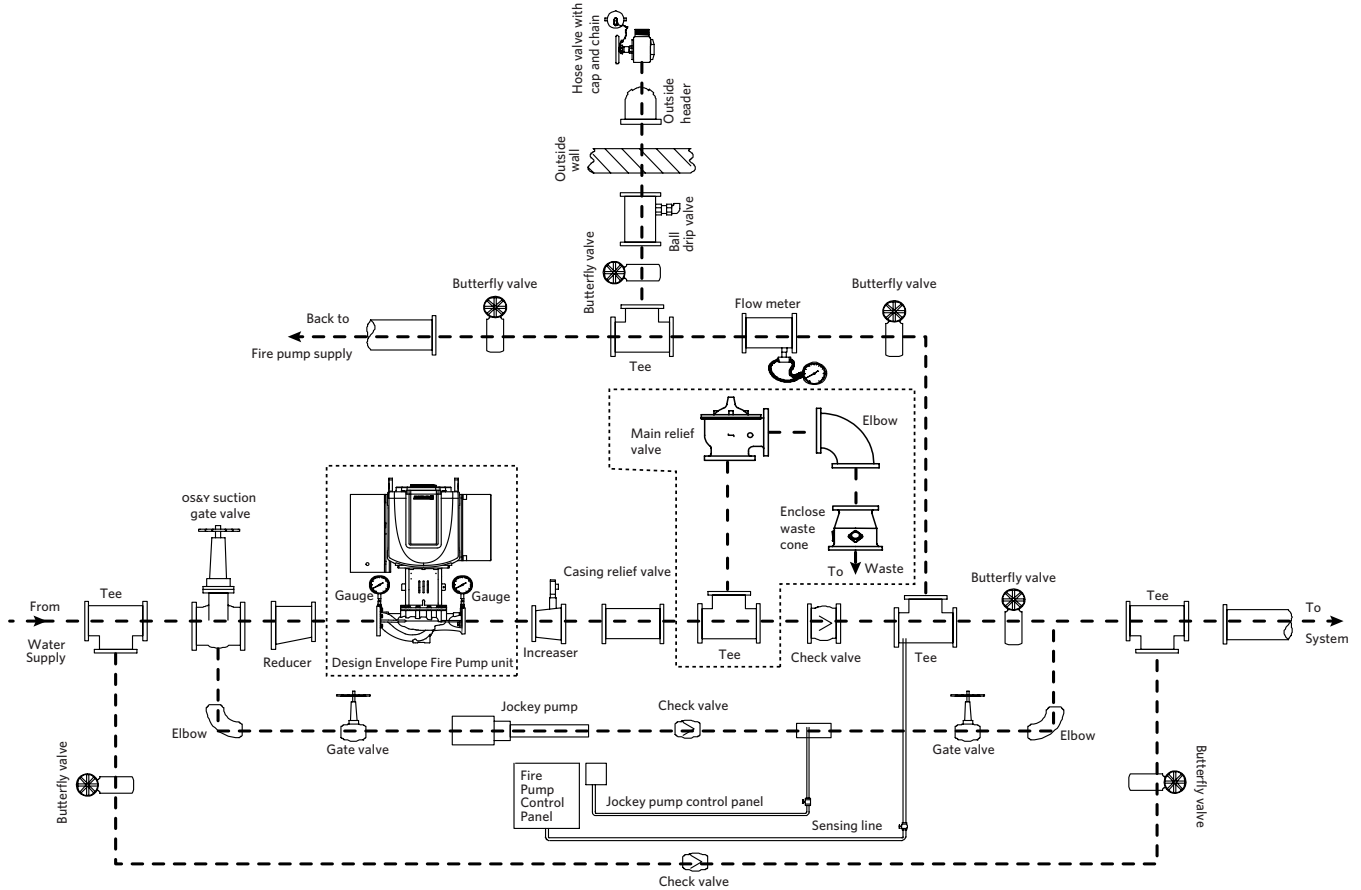 Hose valve with
cap and chain
Outside
header
Outside
wall
Ball
drip valve
Butterfly valve
Butterfly valve
Butterfly valve
Flow meter
Back to
Fire pump supply
Tee
Main relief
valve
Elbow
OS&Y suction
gate valve
Enclose
waste
cone
To Waste
Casing relief valve
Butterfly valve
Tee
Tee
From
Water
Supply
Gauge
Gauge
To
System
Reducer
Design Envelope Fire Pump unit
Increaser
Tee
Check valve
Tee
Elbow
Gate valve
Jockey pump
Check valve
Gate valve
Elbow
Butterfly valve
Fire
Pump
Control
Panel
Jockey pump control panel
Sensing line
Butterfly valve
Check valve